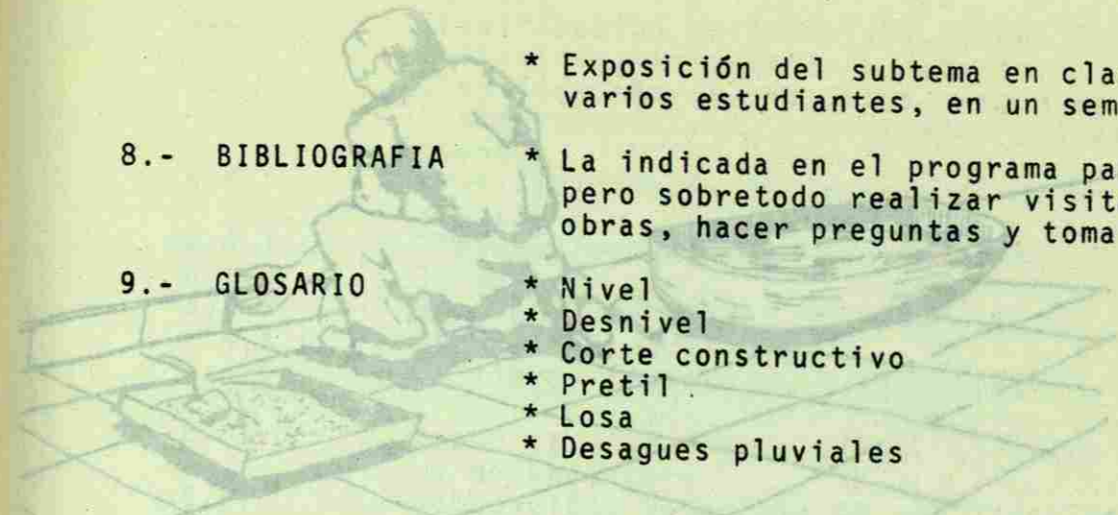 * Exposición del subtema en cla
varios estudiantes, en un sem
8.- BIBLIOGRAFIA * La indicada en el programa pa
pero sobretodo realizar visit
obras, hacer preguntas y toma
9.- GLOSARIO * Nivel
* Desnivel
* Corte constructivo
* Pretil
* Losa
* Desagues pluviales